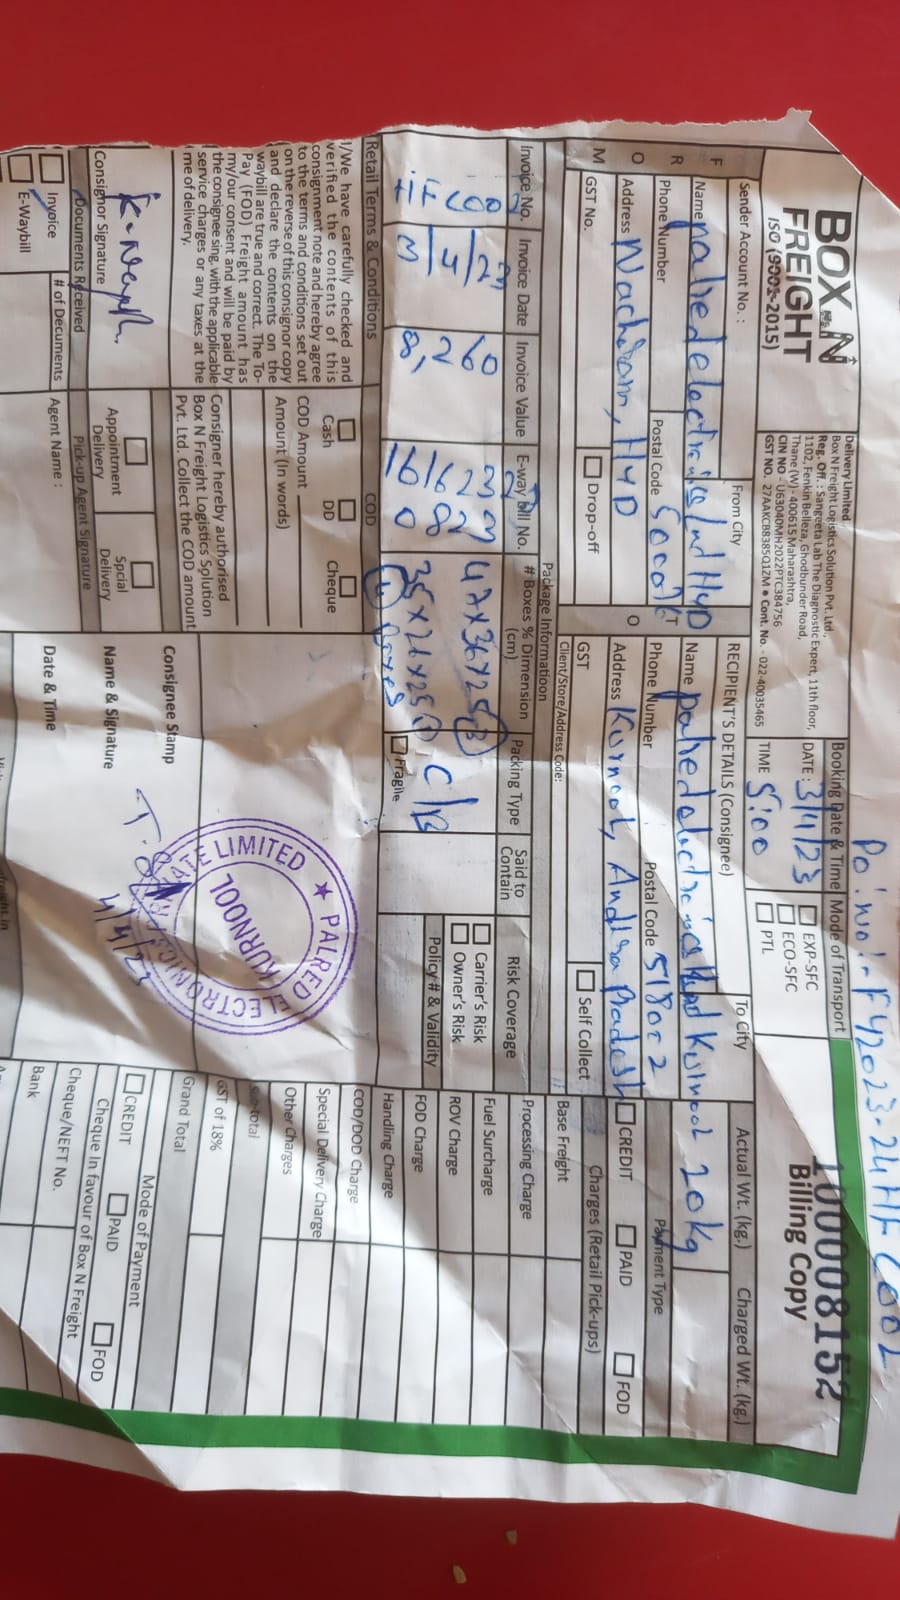 Po: No:- FY2023-24HFC001
BOX N
FREIGHT
ISO (9001-2015)
Delivery Limited
Box N Freight Logistics Solution Pvt. Ltd.,
Reg. Off. : Sangeeta Lab The Diagnostic Expert, 11th floor,
1102, Fenkin Belleza, Ghodbunder Road,
Thane (W) - 400615 Maharashtra,
CIN NO - U63040MH2022PTC384756
GST NO. 27AAKCB8385Q1ZM • Cont. No. - 022-40035465
Booking Date & Time
DATE : 3/4/23
TIME 5:00
Mode of Transport
EXP-SFC
ECO-SFC
PTL
100008152
Billing Copy
FROM
Sender Account No. :
From City
Name palred electronics HYD
Phone Number
Postal Code 500076
Address Nacharam, HYD
GST No.
Drop-off
TO
RECIPIENT'S DETAILS (Consignee)
To City
Name palred electronics Kurnool
Phone Number
Postal Code 518002
Address Kurnool, Andhra Pradesh
GST
Self Collect
Client/Store/Address Code:
Actual Wt. (kg.)
Charged Wt. (kg.)
20Kg
Payment Type
CREDIT
PAID
FOD
Charges (Retail Pick-ups)
Base Freight
Processing Charge
Fuel Surcharge
ROV Charge
FOD Charge
Handling Charge
COD/DOD Charge
Special Delivery Charge
Other Charges
Sub-total
GST of 18%
Grand Total
Mode of Payment
CREDIT
PAID
FOD
Cheque In favour of Box N Freight
Cheque/NEFT No.
Bank
Package Informatioon
Invoice No.
Invoice Date
Invoice Value
E-way bill No.
# Boxes % Dimension
(cm)
Packing Type
Said to
Contain
Risk Coverage
HFC001
3/4/23
8,260
0823
47x36x25 (3)
35x26x25 (1)
(4) Boxes
C/B
Fragile
Carrier's Risk
Owner's Risk
Policy # & Validity
Retail Terms & Conditions
I/We have carefully checked and
verified the contents of this
consignment note and hereby agree
to the terms and conditions set out
on the reverse of this consignor copy
and declare the contents on the
waybill are true and correct. The To-
Pay (FOD) Freight amount has
my/our consent and will be paid by
the consignee sing. with the applicable
service charges or any taxes at the
me of delivery.
Consignor Signature
COD
Cash
DD
Cheque
COD Amount
Amount (In words)
Consigner hereby authorised
Box N Freight Logistics Solution
Pvt. Ltd. Collect the COD amount
Appointment
Delivery
Spcial
Delivery
Pick-up Agent Signature
Agent Name :
Documents Received
Invoice
E-Waybill
# of Documents
PALRED ELECTRONICS PRIVATE LIMITED
KURNOOL
Consignee Stamp
4/4/23
Name & Signature
Date & Time